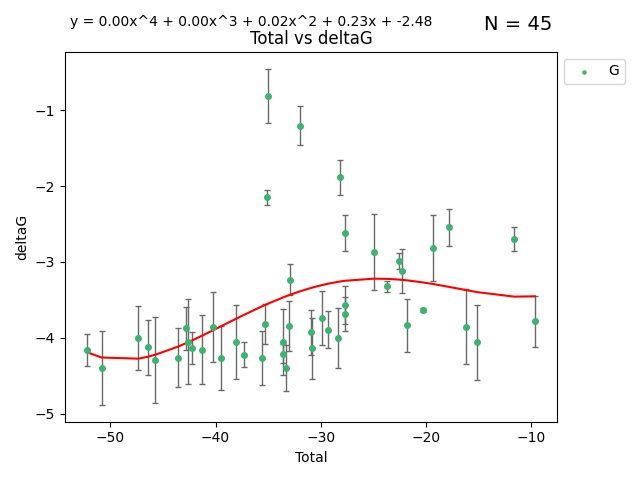 y = 0.00x^4 + 0.00x^3 + 0.02x^2 + 0.23x + -2.48
N = 45
Total vs deltaG
G
−1
−2
−3
−4
−5
deltaG
−50
−40
−30
−20
−10
Total